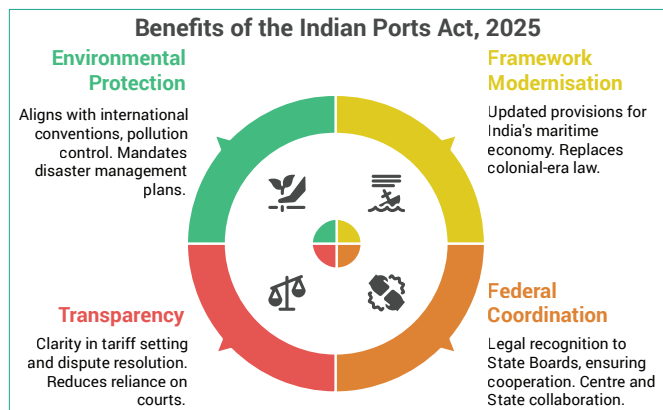 Benefits of the Indian Ports Act, 2025
Environmental
Protection
Aligns with international
conventions, pollution
control. Mandates
disaster management
plans.
Framework
Modernisation
Updated provisions for
India's maritime
economy. Replaces
colonial-era law.
Transparency
Clarity in tariff setting
and dispute resolution.
Reduces reliance on
courts.
Federal
Coordination
Legal recognition to
State Boards, ensuring
cooperation. Centre and
State collaboration.